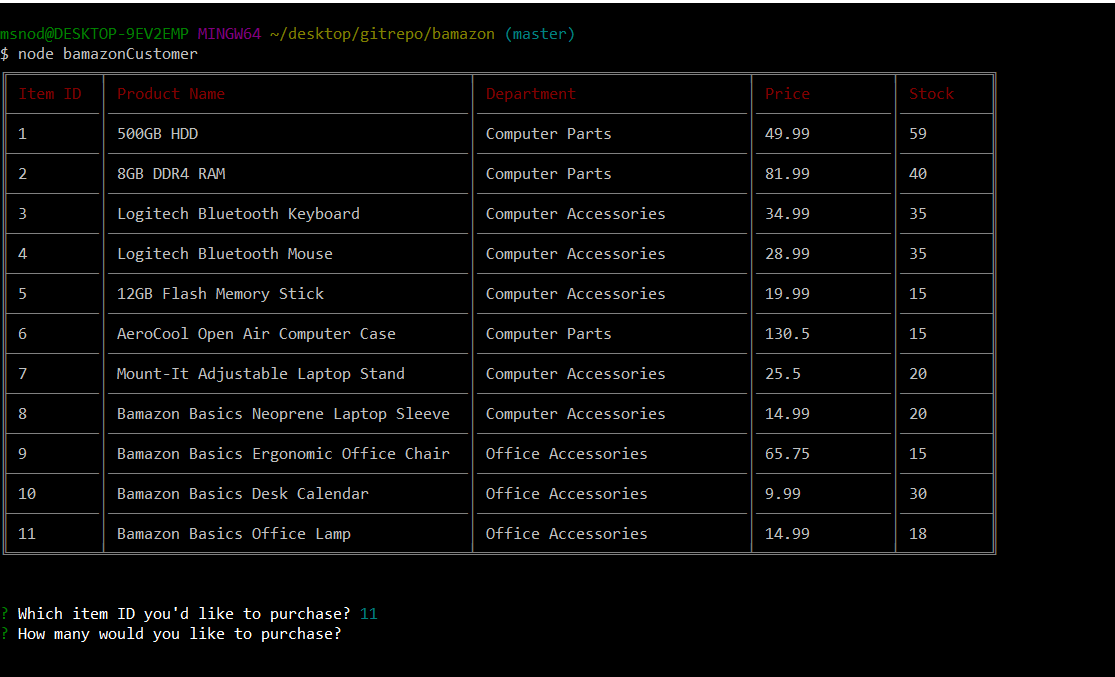 msnod@DESKTOP-9EV2EMP MINGW64 ~/desktop/gitrepo/bamazon (master)
$ node bamazonCustomer
Item ID Product Name Department Price Stock
1 500GB HDD Computer Parts 49.99 59
2 8GB DDR4 RAM Computer Parts 81.99 40
3 Logitech Bluetooth Keyboard Computer Accessories 34.99 35
4 Logitech Bluetooth Mouse Computer Accessories 28.99 35
5 12GB Flash Memory Stick Computer Accessories 19.99 15
6 AeroCool Open Air Computer Case Computer Parts 130.5 15
7 Mount-It Adjustable Laptop Stand Computer Accessories 25.5 20
8 Bamazon Basics Neoprene Laptop Sleeve Computer Accessories 14.99 20
9 Bamazon Basics Ergonomic Office Chair Office Accessories 65.75 15
10 Bamazon Basics Desk Calendar Office Accessories 9.99 30
11 Bamazon Basics Office Lamp Office Accessories 14.99 18
? Which item ID you'd like to purchase? 11
? How many would you like to purchase?